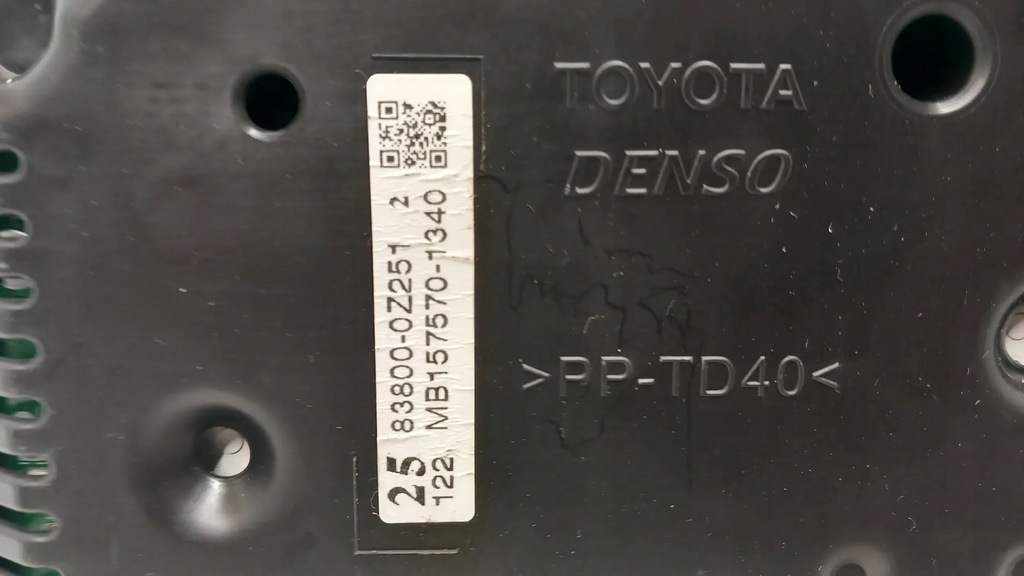 TOYOTA
DENSO
>PP-TD40<
25 83800-0Z251 2
122 MB157570-1340